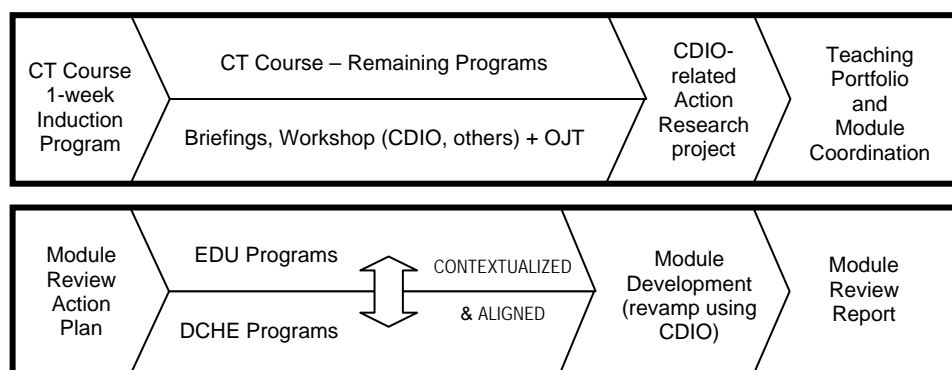 CT Course
1-week
Induction
Program
CT Course – Remaining Programs
Briefings, Workshop (CDIO, others) + OJT
CDIO-
related
Action
Research
project
Teaching
Portfolio
and
Module
Coordination
Module
Review
Action
Plan
EDU Programs
DCHE Programs
CONTEXTUALIZED
& ALIGNED
Module
Development
(revamp using
CDIO)
Module
Review
Report